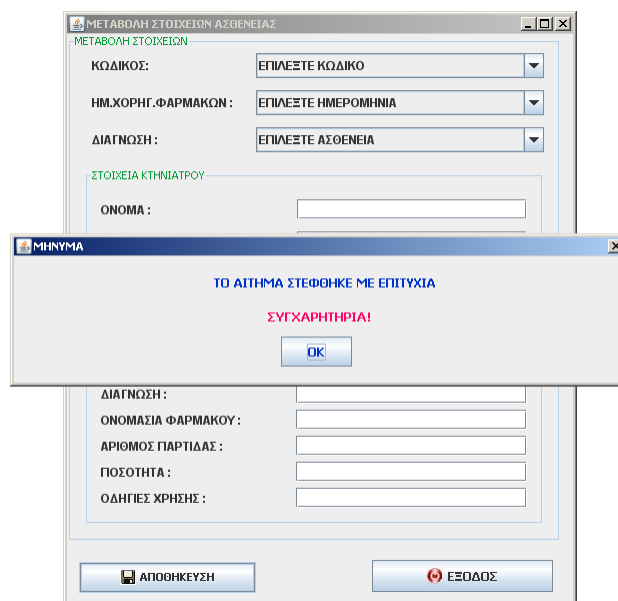 ΜΕΤΑΒΟΛΗ ΣΤΟΙΧΕΙΩΝ ΑΣΘΕΝΕΙΑΣ
ΜΕΤΑΒΟΛΗ ΣΤΟΙΧΕΙΩΝ
ΚΩΔΙΚΟΣ: ΕΠΙΛΕΞΤΕ ΚΩΔΙΚΟ
ΗΜ.ΧΟΡΗΓ.ΦΑΡΜΑΚΩΝ : ΕΠΙΛΕΞΤΕ ΗΜΕΡΟΜΗΝΙΑ
ΔΙΑΓΝΩΣΗ : ΕΠΙΛΕΞΤΕ ΑΣΘΕΝΕΙΑ
ΣΤΟΙΧΕΙΑ ΚΤΗΝΙΑΤΡΟΥ
ΟΝΟΜΑ :
ΜΗΝΥΜΑ
ΤΟ ΑΙΤΗΜΑ ΣΤΕΦΘΗΚΕ ΜΕ ΕΠΙΤΥΧΙΑ
ΣΥΓΧΑΡΗΤΗΡΙΑ!
OK
ΔΙΑΓΝΩΣΗ :
ΟΝΟΜΑΣΙΑ ΦΑΡΜΑΚΟΥ :
ΑΡΙΘΜΟΣ ΠΑΡΤΙΔΑΣ :
ΠΟΣΟΤΗΤΑ :
ΟΔΗΓΙΕΣ ΧΡΗΣΗΣ :
ΑΠΟΘΗΚΕΥΣΗ ΕΞΟΔΟΣ